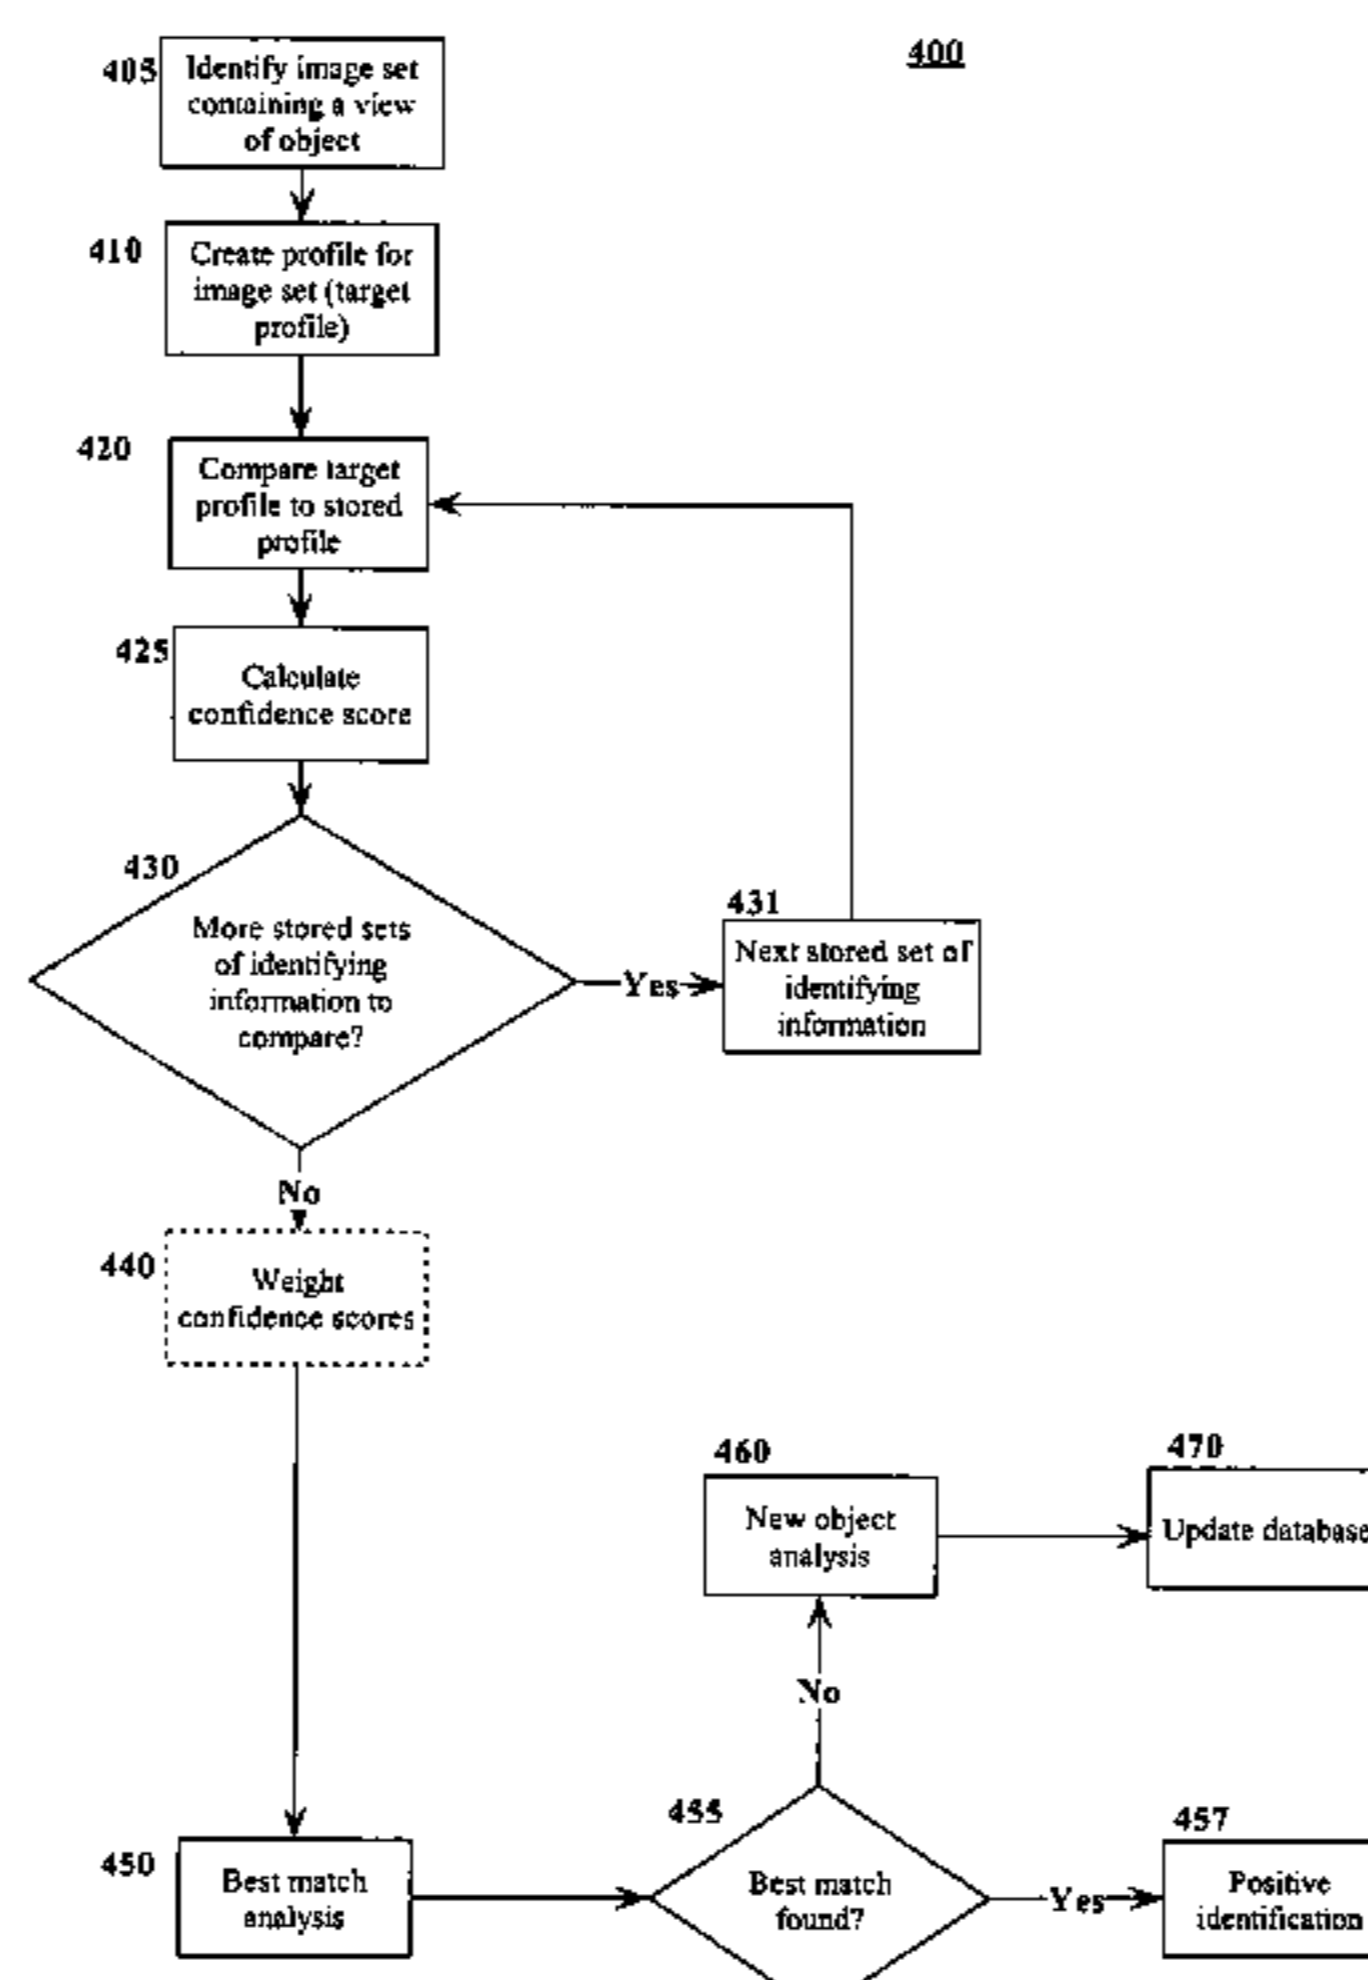 400
405
Identify image set
containing a view
of object
410
Create profile for
image set (target
profile)
420
Compare target
profile to stored
profile
425
Calculate
confidence score
430
More stored sets
of identifying
information to
compare?
Yes
431
Next stored set of
identifying
information
No
440
Weight
confidence scores
460
New object
analysis
470
Update database
No
450
Best match
analysis
455
Best match
found?
Yes
457
Positive
identification